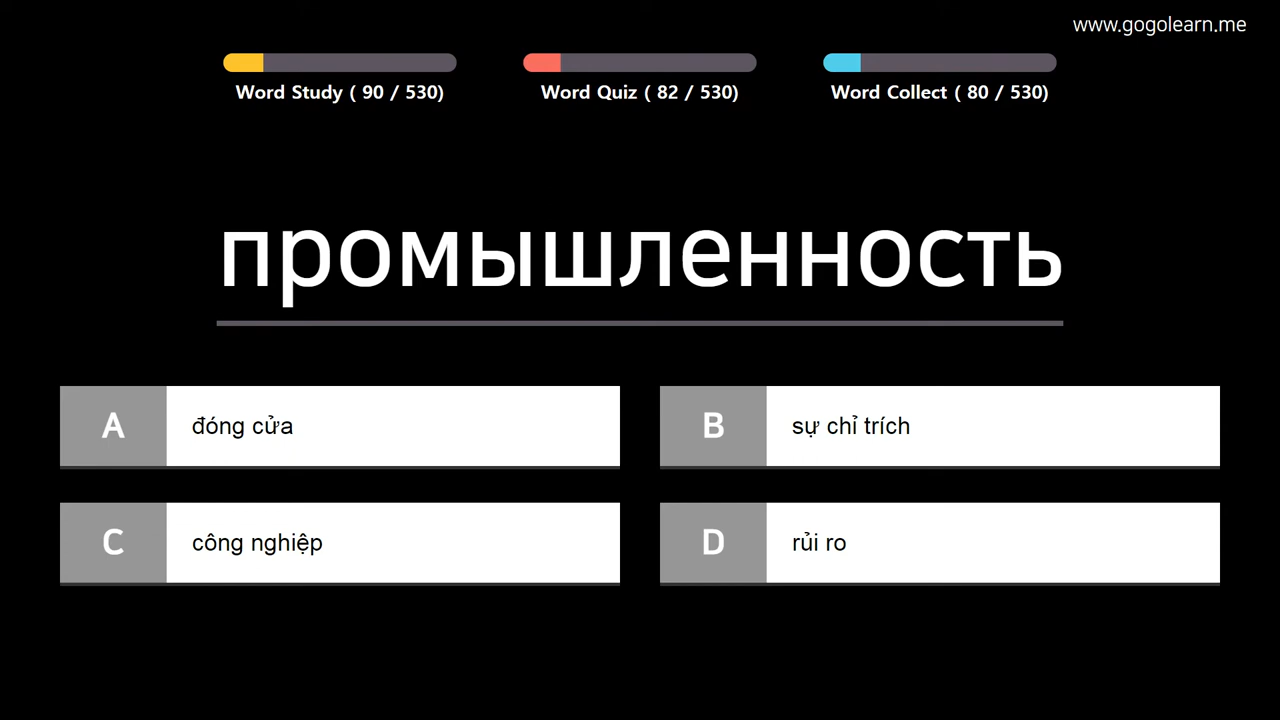 www.gogolearn.me
Word Study ( 90 / 530)
Word Quiz ( 82 / 530)
Word Collect ( 80 / 530)
промышленность
A
đóng cửa
B
sự chỉ trích
C
công nghiệp
D
rủi ro